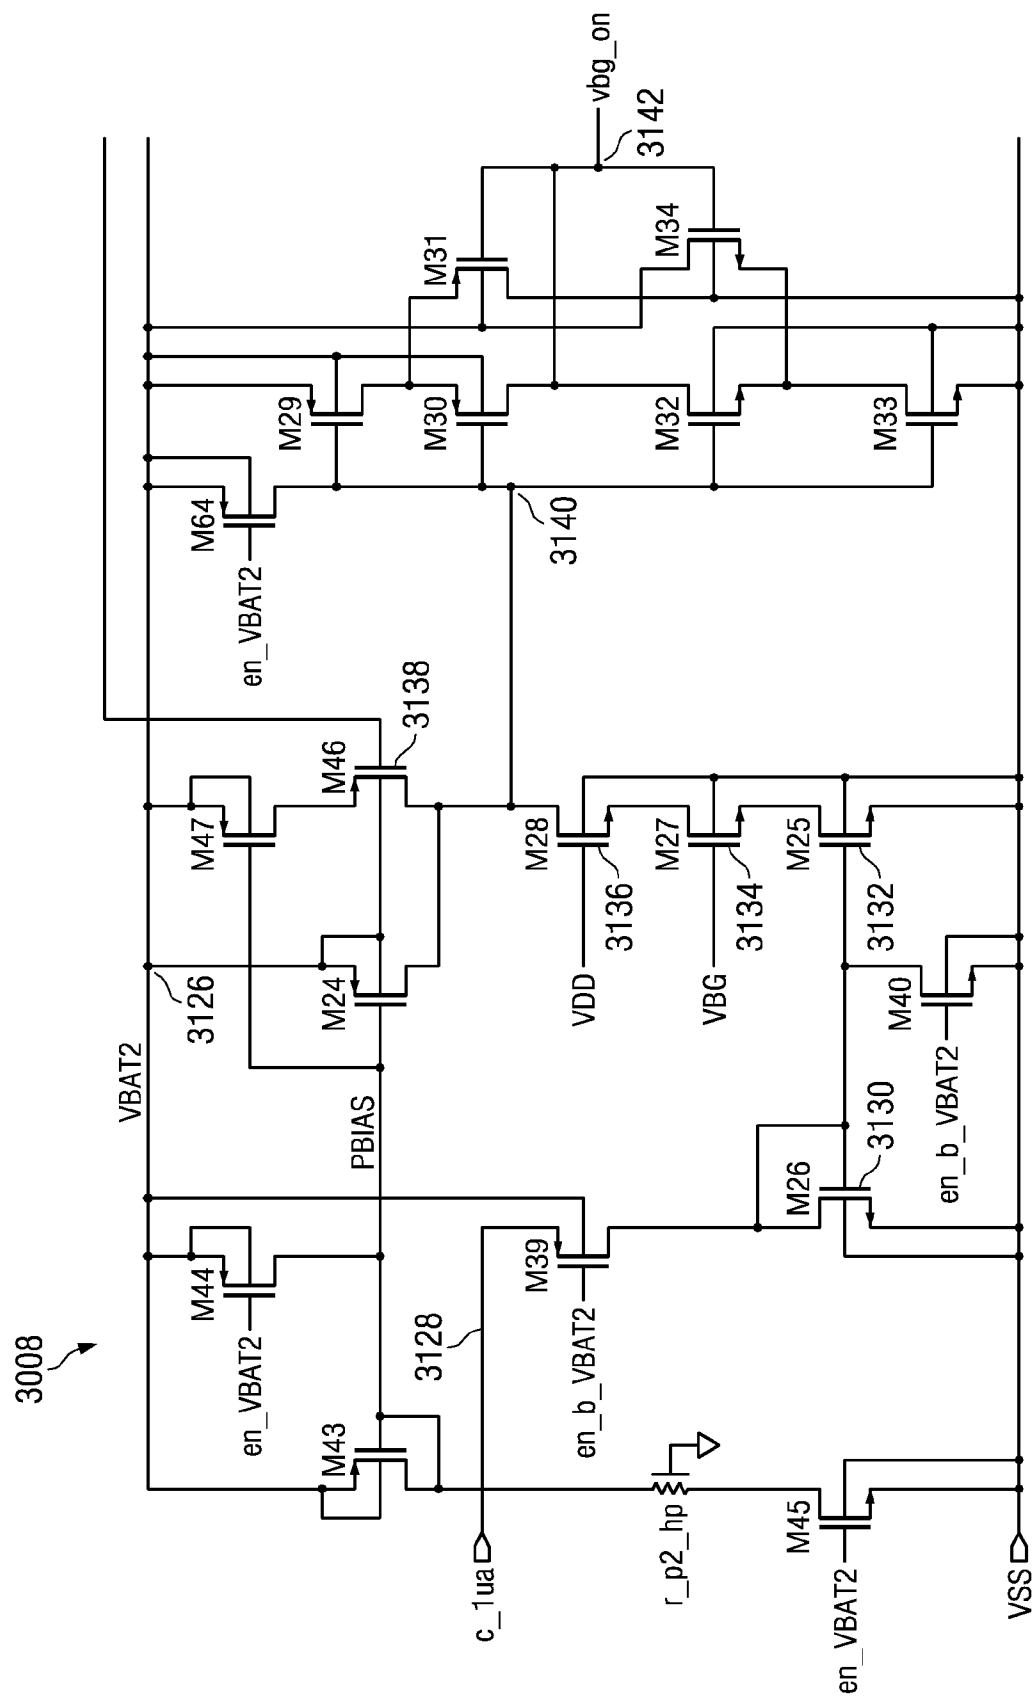 3008
VBAT2
3126
M43
M44
en_VBAT2
PBIAS
M24
M47
M46
3138
M64
en_VBAT2
M29
M30
M31
vbg_on
3142
3140
M32
M34
M33
c_1ua
3128
M39
en_b_VBAT2
M26
3130
VDD
M28
3136
VBG
M27
3134
M25
3132
r_p2_hp
M45
en_VBAT2
M40
en_b_VBAT2
VSS